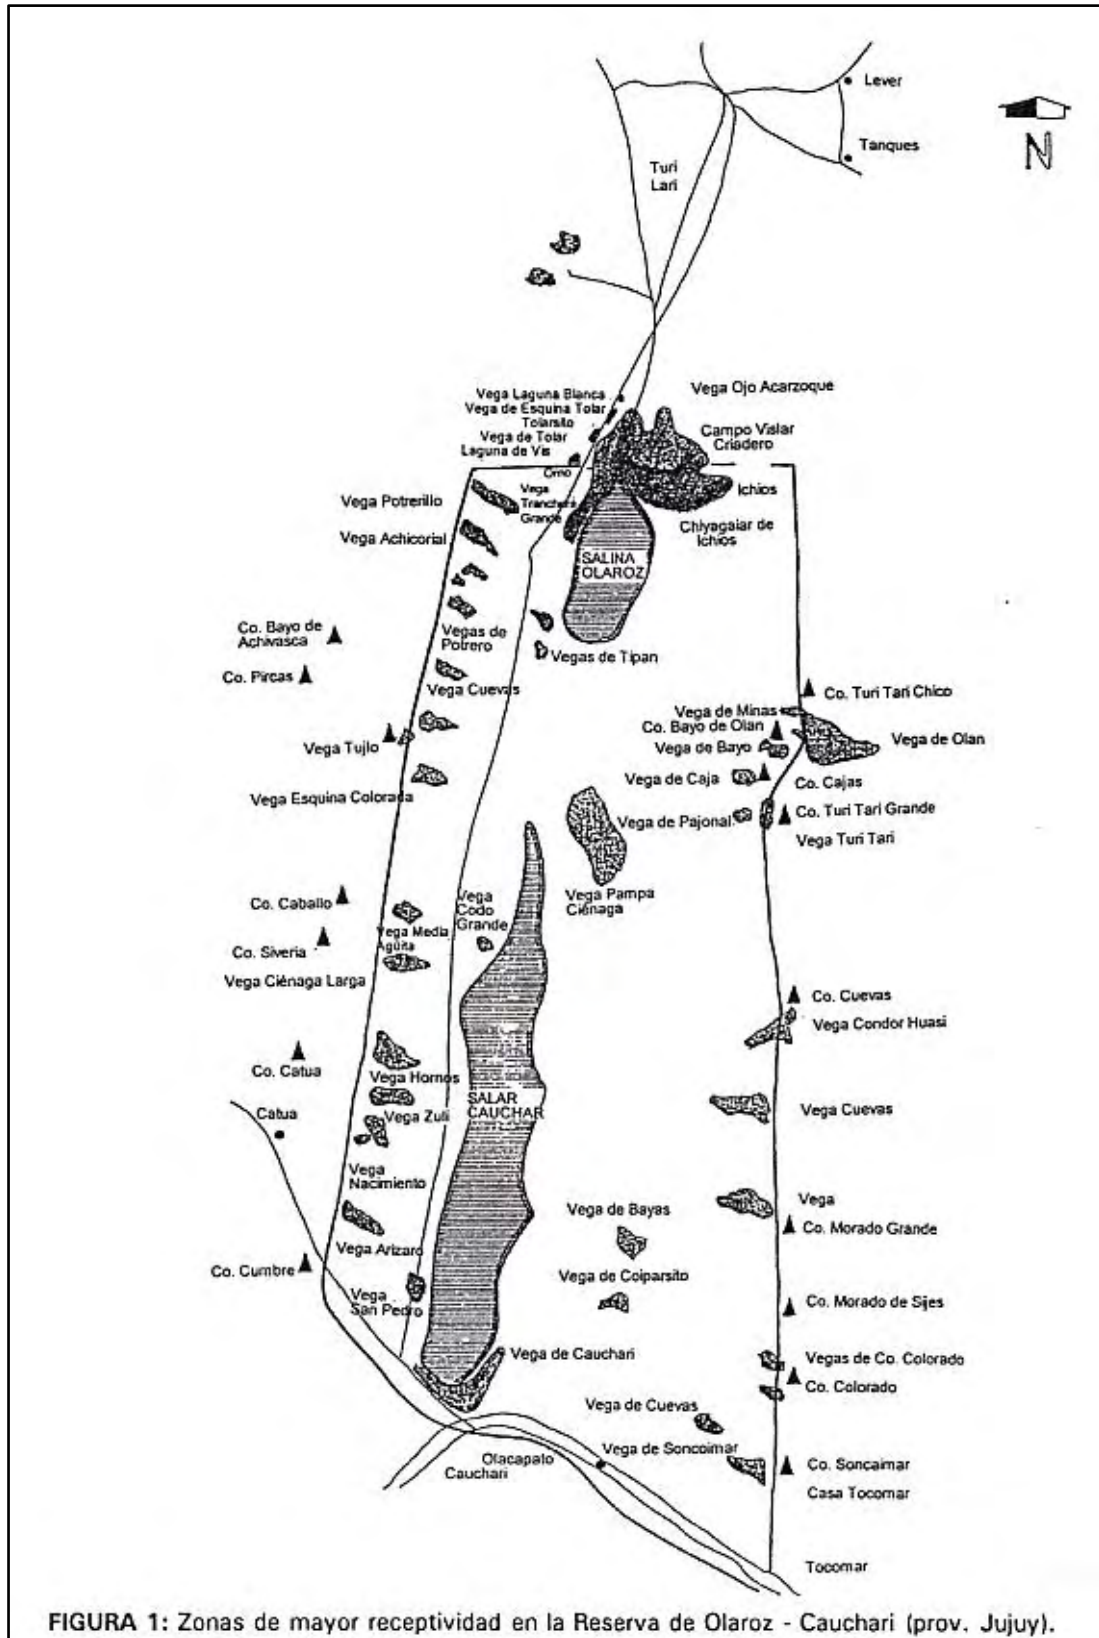 Lever
Tanques
N
Turi
Lari
Vega Laguna Blanca
Vega de Esquina Tolar
Tolarsito
Vega de Tolar
Laguna de Vis
Vega Ojo Acarzoque
Campo Vislar
Criadero
Omo
Vega
Tranchera
Grande
Ichios
Chiyagaiar de
Ichios
Vega Potrerillo
Vega Achicorial
SALINA
OLAROZ
Co. Bayo de
Achivasca
Vegas de
Potrero
Vegas de Tipan
Co. Pircas
Vega Cuevas
Co. Turi Tari Chico
Vega de Minas
Co. Bayo de Olan
Vega de Bayo
Vega de Olan
Vega Tujlo
Vega de Caja
Co. Cajas
Vega Esquina Colorada
Vega de Pajonal
Co. Turi Tari Grande
Vega Turi Tari
Co. Caballo
Vega
Codo
Grande
Vega Pampa
Ciénaga
Vega Media
Agüita
Co. Siveria
Vega Ciénaga Larga
Co. Cuevas
Vega Condor Huasi
Co. Catua
Vega Hornos
SALAR
CAUCHAR
Catua
Vega Zuli
Vega Cuevas
Vega
Nacimiento
Vega
Vega de Bayas
Co. Morado Grande
Vega Arizaro
Co. Cumbre
Vega de Coiparsito
Vega
San Pedro
Co. Morado de Sijes
Vega de Cauchari
Vegas de Co. Colorado
Co. Colorado
Vega de Cuevas
Vega de Soncoimar
Olacapato
Cauchari
Co. Soncaimar
Casa Tocomar
Tocomar
FIGURA 1: Zonas de mayor receptividad en la Reserva de Olaroz - Cauchari (prov. Jujuy).